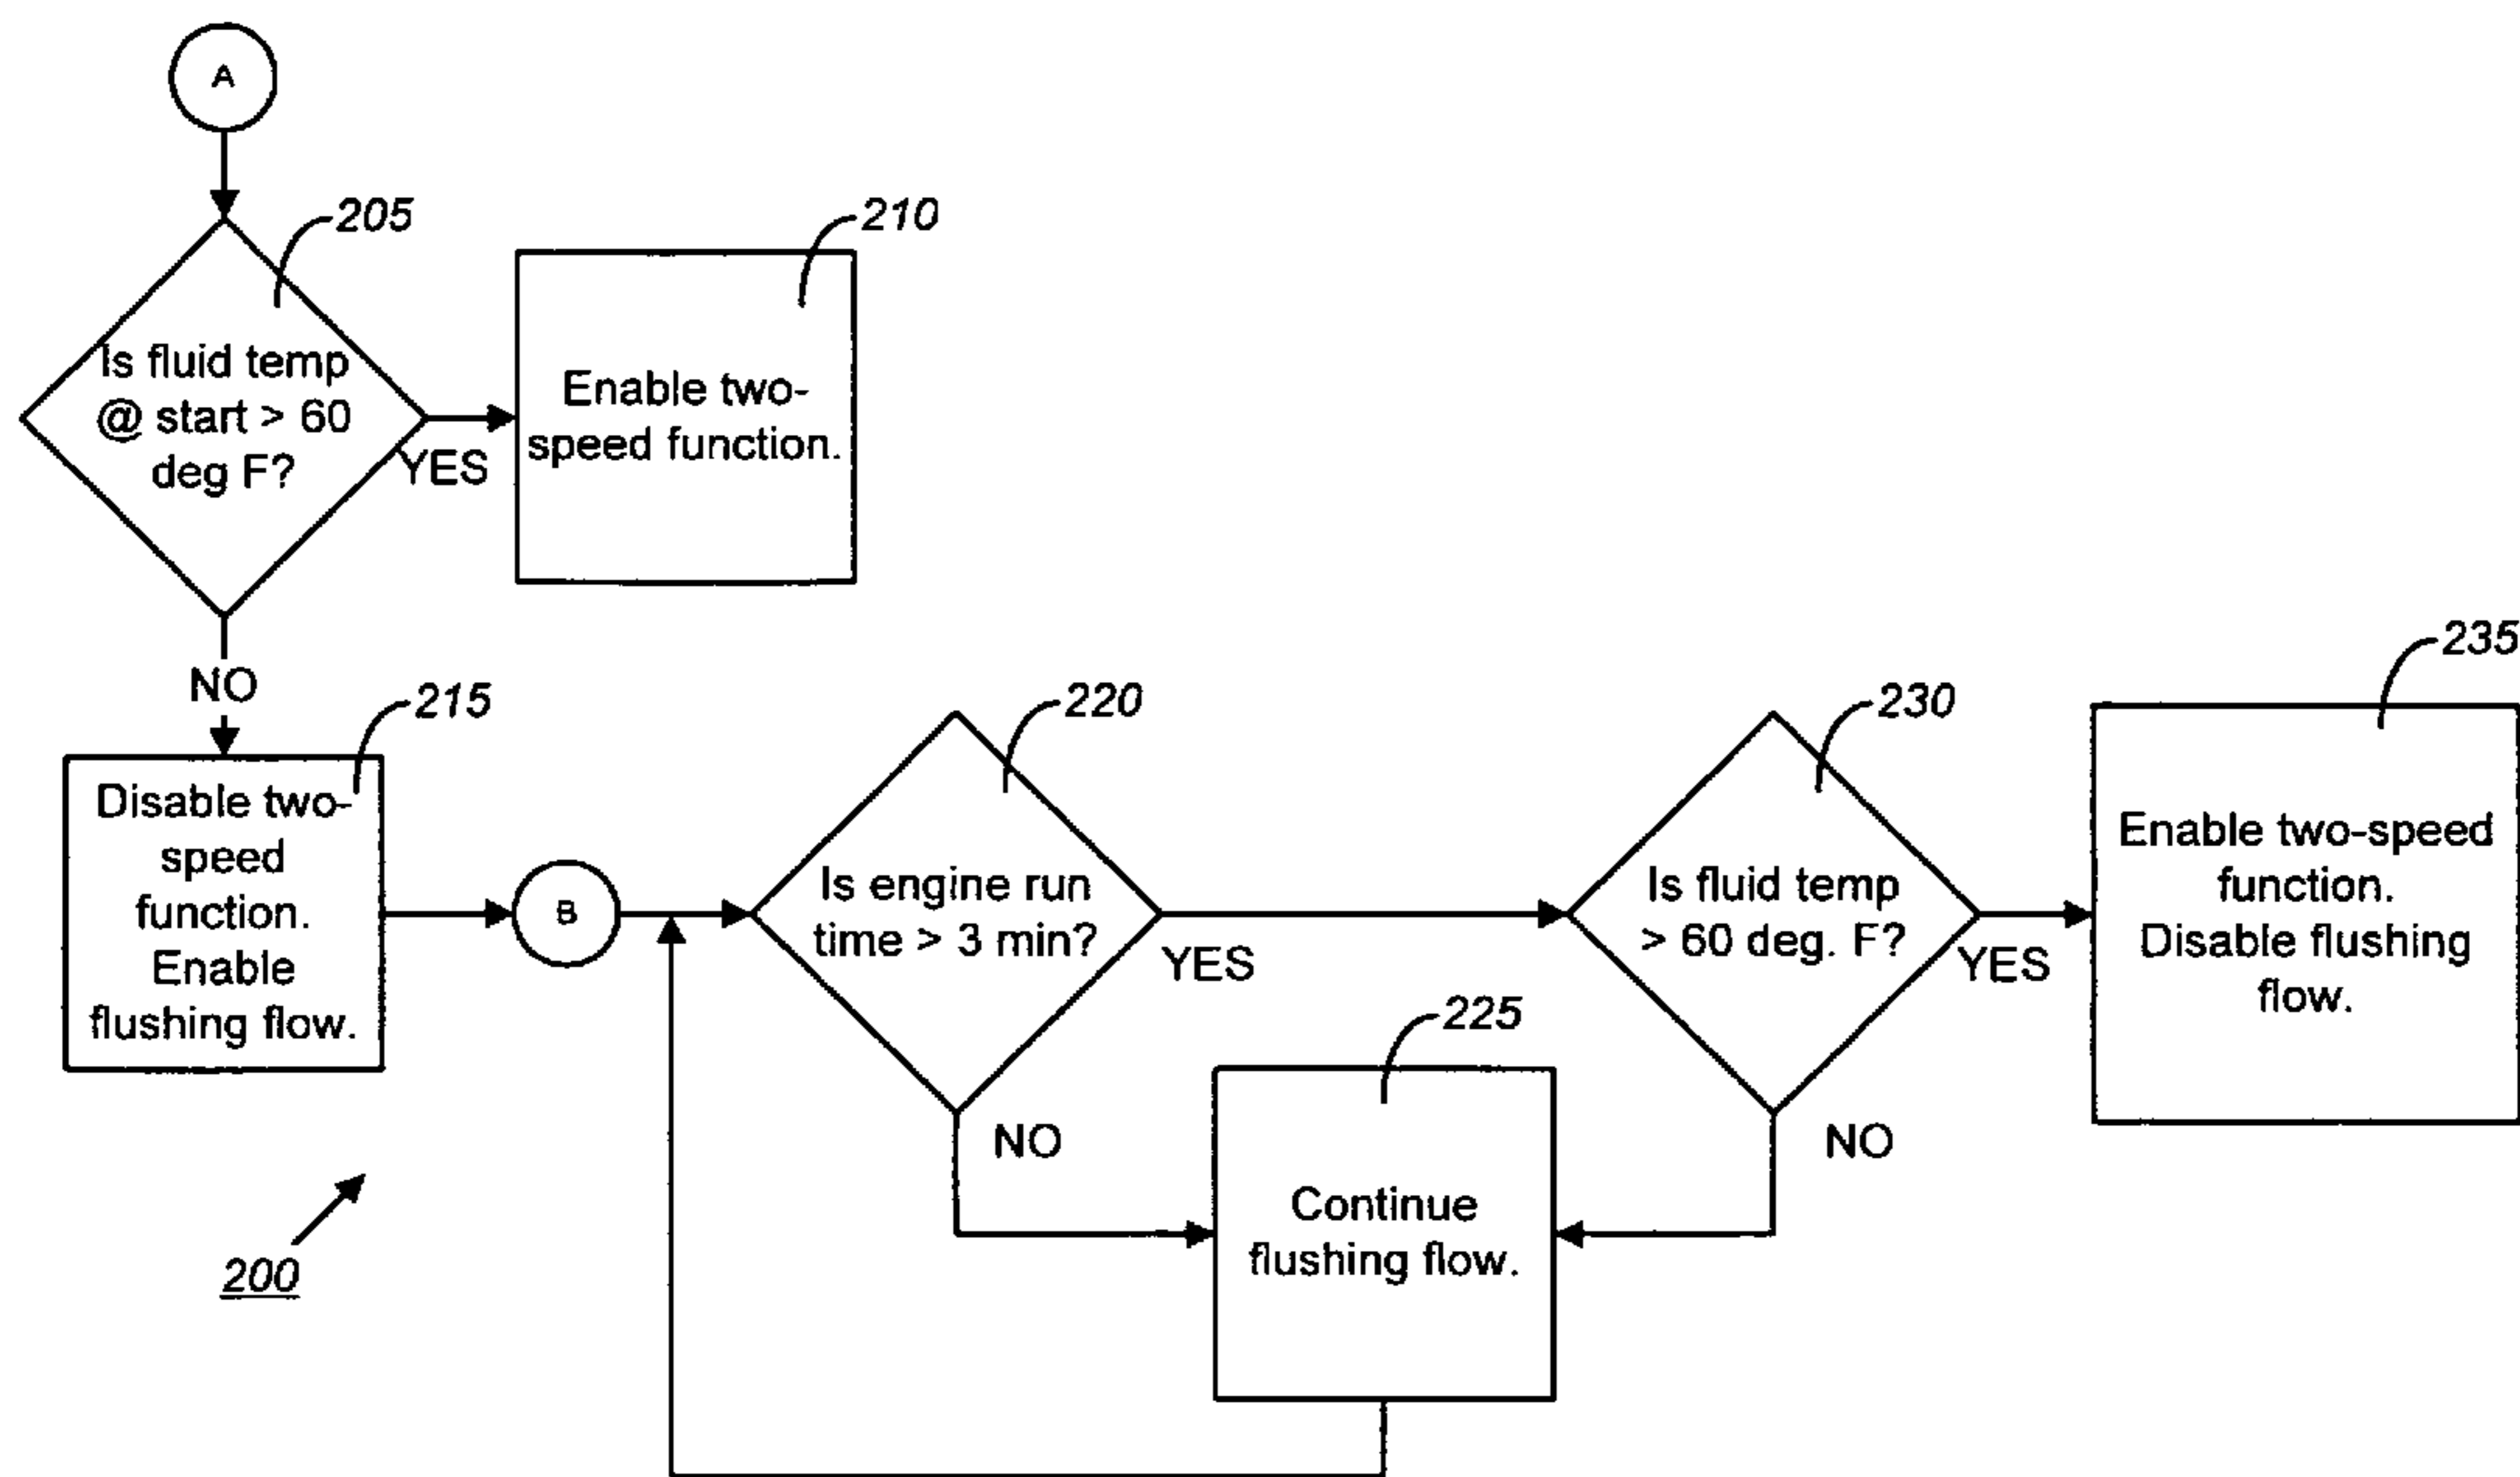 A
205
Is fluid temp
@ start > 60
deg F?
YES
210
Enable two-
speed function.
NO
215
Disable two-
speed
function.
Enable
flushing flow.
B
220
Is engine run
time > 3 min?
YES
NO
225
Continue
flushing flow.
230
Is fluid temp
> 60 deg. F?
YES
NO
235
Enable two-speed
function.
Disable flushing
flow.
200